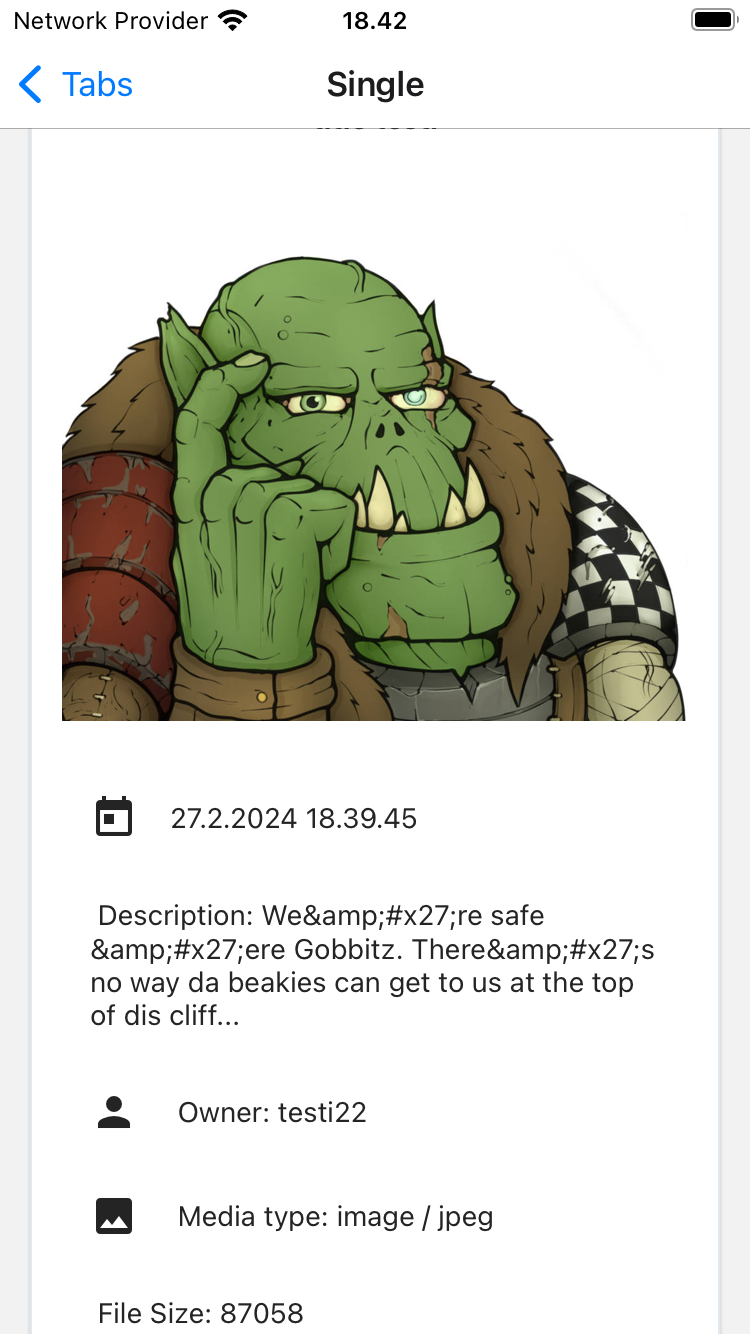 Network Provider 18.42
Tabs Single
27.2.2024 18.39.45
Description: We&amp;#x27;re safe
&amp;#x27;ere Gobbitz. There&amp;#x27;s
no way da beakies can get to us at the top
of dis cliff...
Owner: testi22
Media type: image / jpeg
File Size: 87058